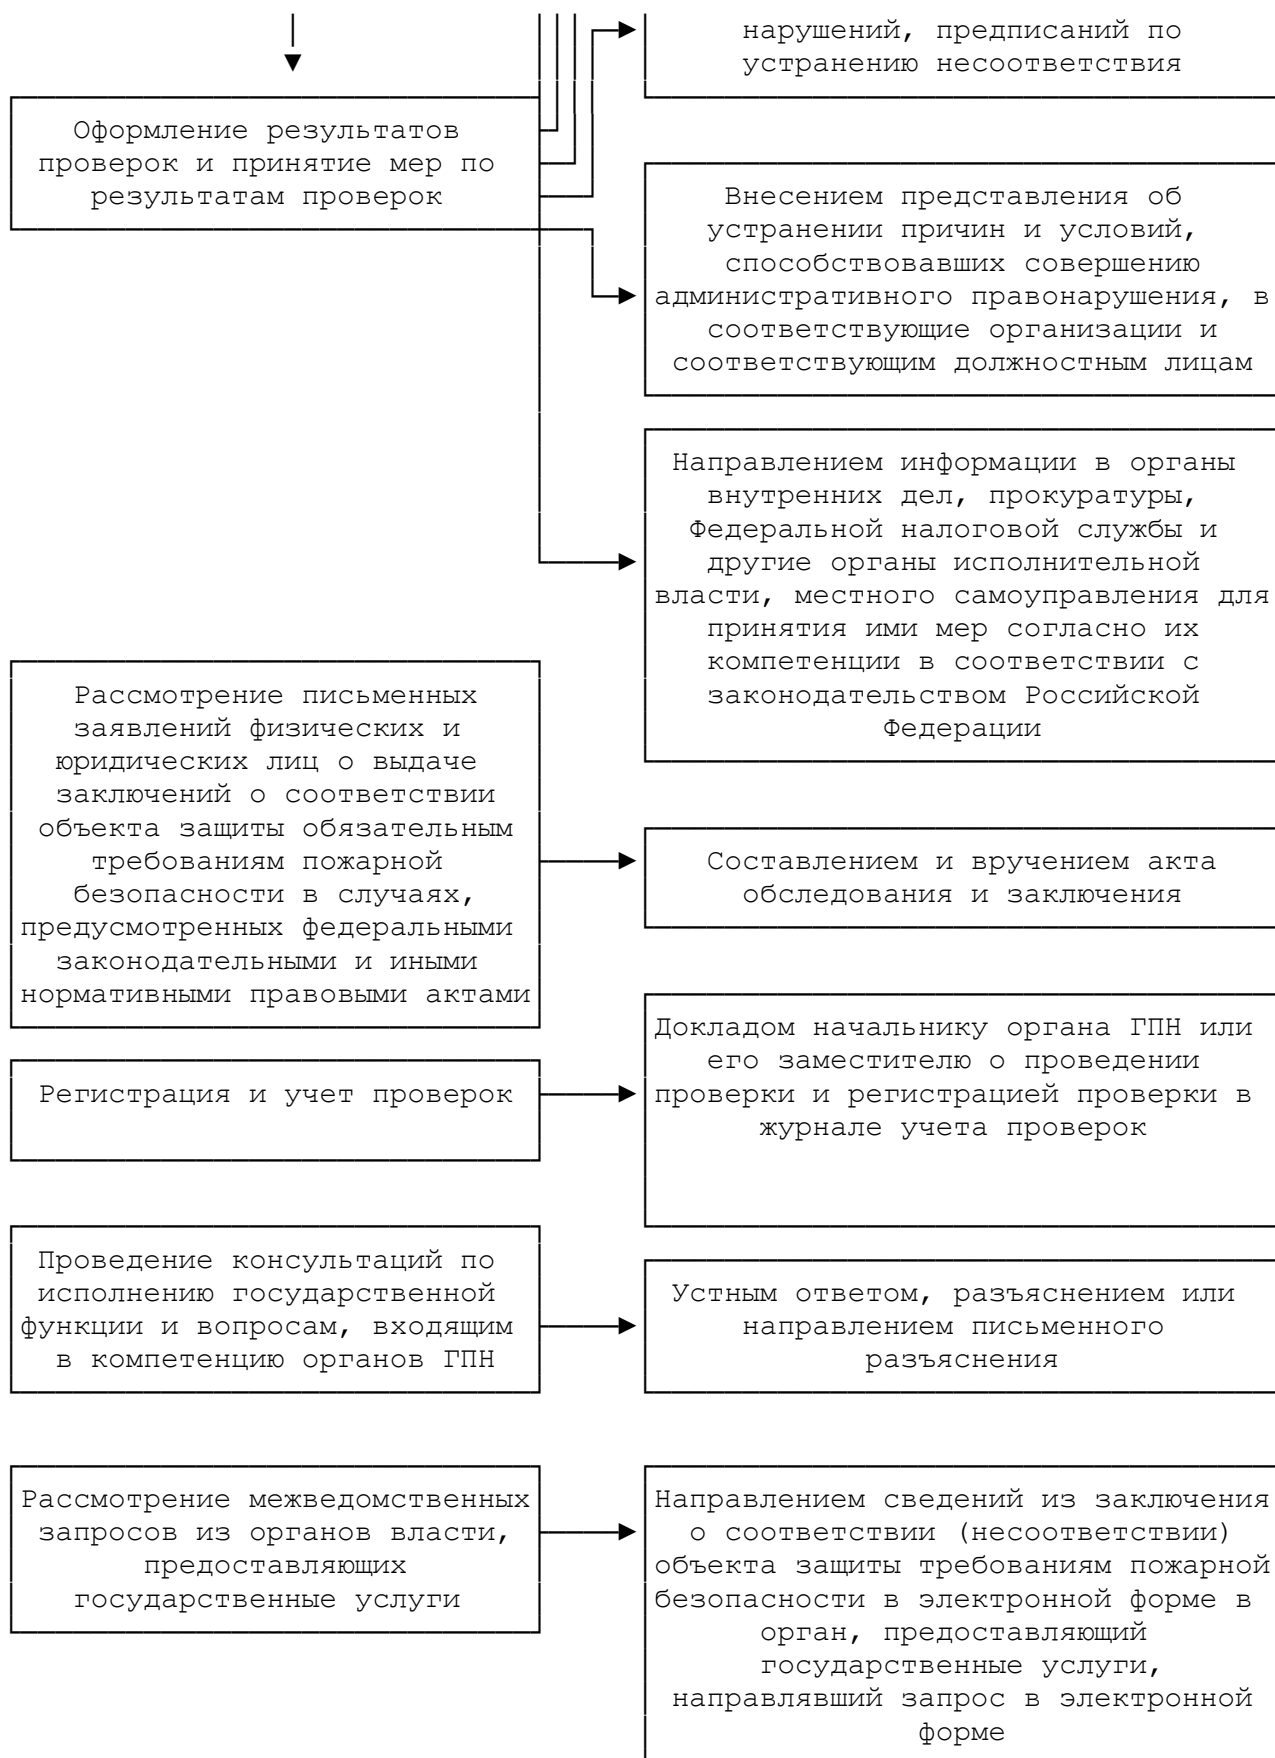 нарушений, предписаний по
устранению несоответствия
Оформление результатов
проверок и принятие мер по
результатам проверок
Внесением представления об
устранении причин и условий,
способствовавших совершению
административного правонарушения, в
соответствующие организации и
соответствующим должностным лицам
Направлением информации в органы
внутренних дел, прокуратуры,
Федеральной налоговой службы и
другие органы исполнительной
власти, местного самоуправления для
принятия ими мер согласно их
компетенции в соответствии с
законодательством Российской
Федерации
Рассмотрение письменных
заявлений физических и
юридических лиц о выдаче
заключений о соответствии
объекта защиты обязательным
требованиям пожарной
безопасности в случаях,
предусмотренных федеральными
законодательными и иными
нормативными правовыми актами
Составлением и вручением акта
обследования и заключения
Регистрация и учет проверок
Докладом начальнику органа ГПН или
его заместителю о проведении
проверки и регистрацией проверки в
журнале учета проверок
Проведение консультаций по
исполнению государственной
функции и вопросам, входящим
в компетенцию органов ГПН
Устным ответом, разъяснением или
направлением письменного
разъяснения
Рассмотрение межведомственных
запросов из органов власти,
предоставляющих
государственные услуги
Направлением сведений из заключения
о соответствии (несоответствии)
объекта защиты требованиям пожарной
безопасности в электронной форме в
орган, предоставляющий
государственные услуги,
направлявший запрос в электронной
форме